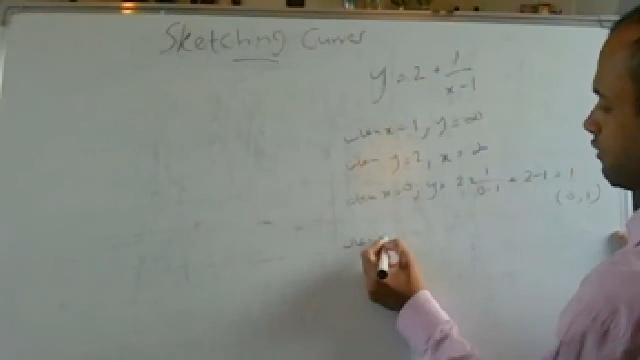 Sketching Curves
y = 2 + 1/(x-1)
when x = 1, y = ∞
when y = 2, x = ∞
when x = 0, y = 2 + 1/(0-1) = 2 - 1 = 1
(0, 1)
when